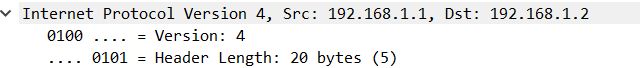 Internet Protocol Version 4, Src: 192.168.1.1, Dst: 192.168.1.2
0100 .... = Version: 4
.... 0101 = Header Length: 20 bytes (5)